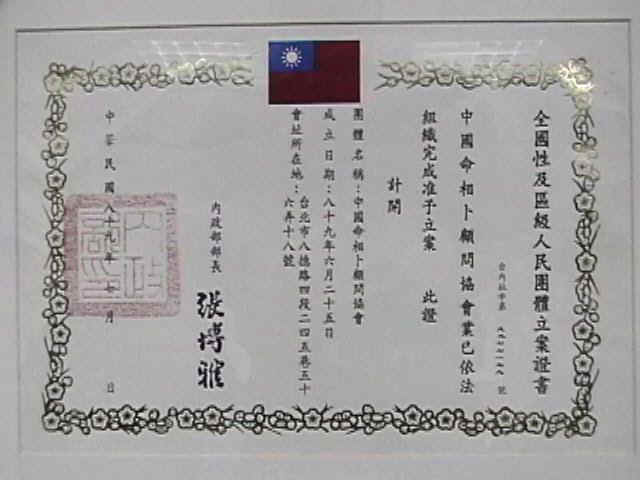 全國性及區級人民團體立案證書
台內社字第 號
中國命相卜顧問協會業已依法
組織完成准予立案 此證
計開
團體名稱：中國命相卜顧問協會
成立日期：八十九年六月二十五日
會址所在地：台北市八德路四段二四五巷五十
六弄十八號
內政部部長 張博雅
中華民國八十九年 月 日